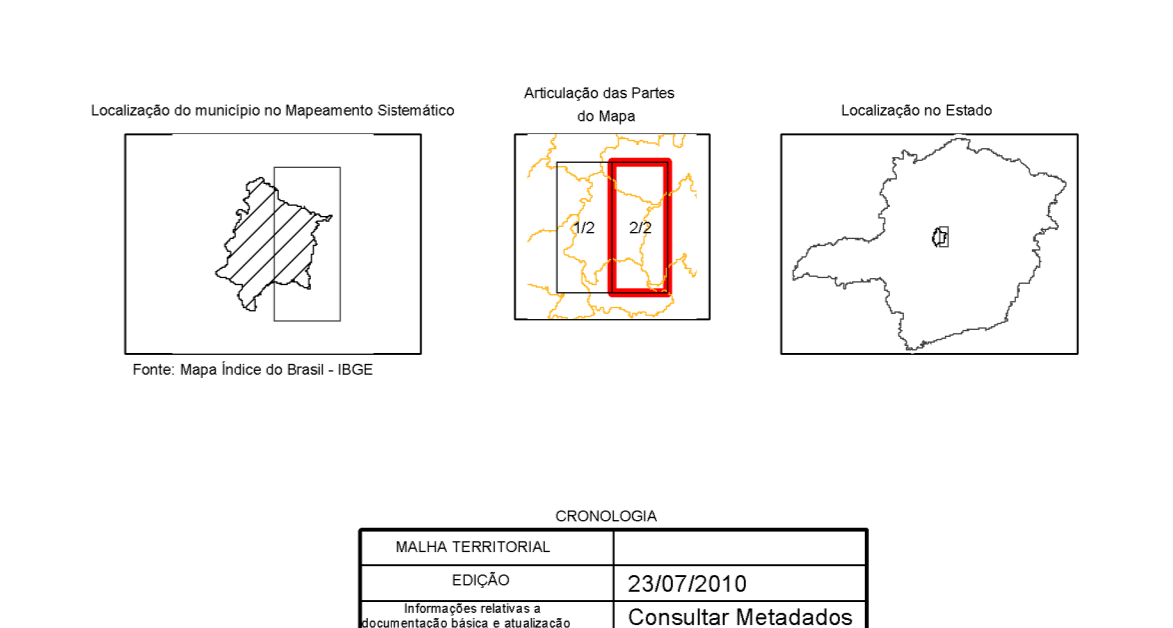 Articulação das Partes
do Mapa
Localização do município no Mapeamento Sistemático
Localização no Estado
1/2
2/2
Fonte: Mapa Índice do Brasil - IBGE
CRONOLOGIA
MALHA TERRITORIAL
EDIÇÃO
23/07/2010
Informações relativas a
documentação básica e atualização
Consultar Metadados